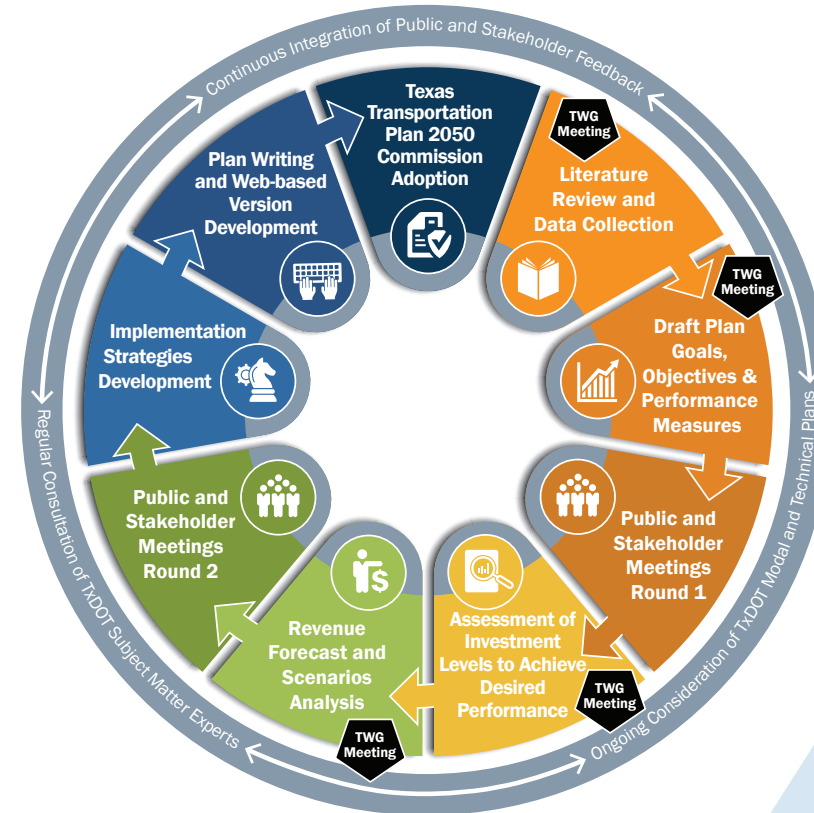 Continuous Integration of Public and Stakeholder Feedback
Texas
Transportation
Plan 2050
Commission
Adoption
TWG
Meeting
Literature
Review and
Data Collection
TWG
Meeting
Draft Plan
Goals,
Objectives &
Performance
Measures
Public and
Stakeholder
Meetings
Round 1
TWG
Meeting
Assessment of
Investment
Levels to Achieve
Desired
Performance
TWG
Meeting
Revenue
Forecast and
Scenarios
Analysis
$
Public and
Stakeholder
Meetings
Round 2
Implementation
Strategies
Development
Plan Writing
and Web-based
Version
Development
Ongoing Consideration of TxDOT Modal and Technical Plans
Regular Consultation of TxDOT Subject Matter Experts